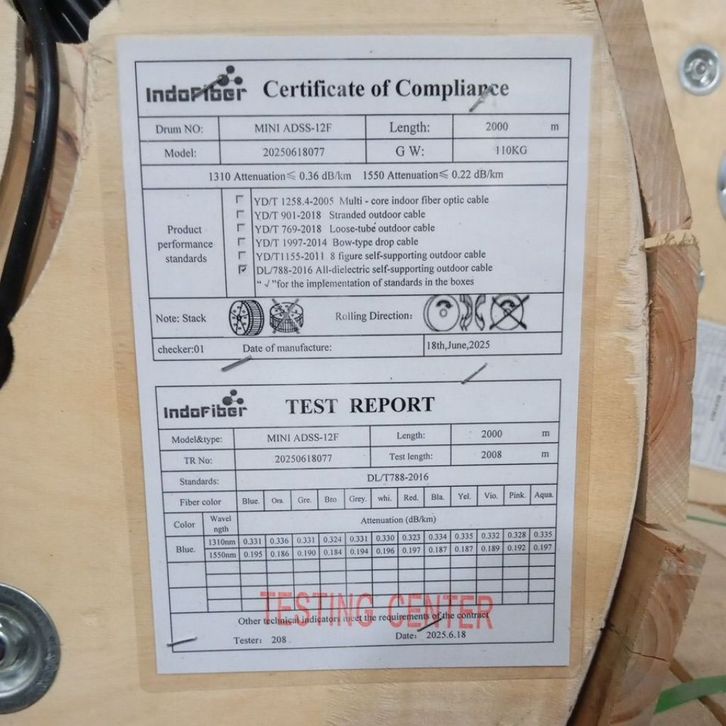 IndoFiber Certificate of Compliance
Drum NO: MINI ADSS-12F Length: 2000 m
Model: 20250618077 G W: 110KG
1310 Attenuation≤ 0.36 dB/km 1550 Attenuation≤ 0.22 dB/km
Product performance standards
YD/T 1258.4-2005 Multi - core indoor fiber optic cable
YD/T 901-2018 Stranded outdoor cable
YD/T 769-2018 Loose-tube outdoor cable
YD/T 1997-2014 Bow-type drop cable
YD/T1155-2011 8 figure self-supporting outdoor cable
DL/788-2016 All-dielectric self-supporting outdoor cable
“ √ ”for the implementation of standards in the boxes
Note: Stack Rolling Direction:
checker:01 Date of manufacture: 18th,June,2025
IndoFiber TEST REPORT
Model&type: MINI ADSS-12F Length: 2000 m
TR No: 20250618077 Test length: 2008 m
Standards: DL/T788-2016
Fiber color Blue. Ora. Gre. Bro Grey. whi. Red. Bla. Yel. Vio. Pink. Aqua.
Color Wavel ngth Attenuation (dB/km)
Blue. 1310nm 0.331 0.336 0.331 0.324 0.331 0.330 0.323 0.334 0.335 0.332 0.328 0.335
1550nm 0.195 0.186 0.190 0.184 0.194 0.196 0.197 0.187 0.187 0.189 0.192 0.197
TESTING CENTER
Other technical indicators meet the requirements of the contract
Tester: 208 Date: 2025.6.18